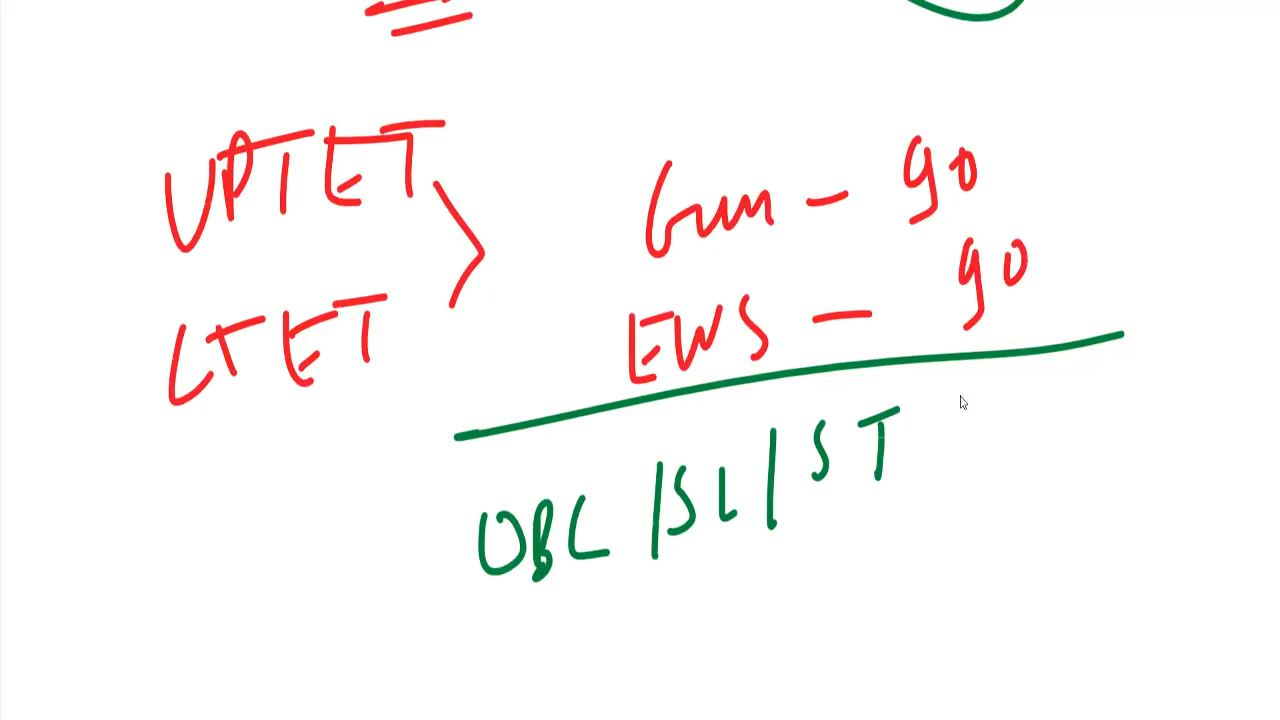 UPTET
Gen - 90
CTET
EWS - 90
OBC / SC / ST